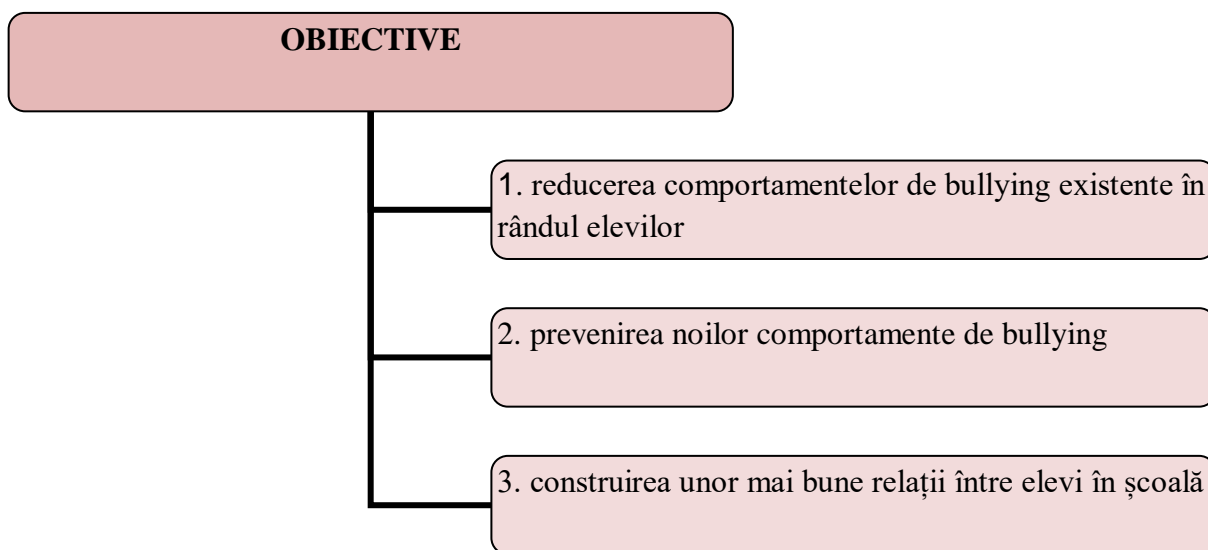 OBIECTIVE
1. reducerea comportamentelor de bullying existente în
rândul elevilor
2. prevenirea noilor comportamente de bullying
3. construirea unor mai bune relații între elevi în școală